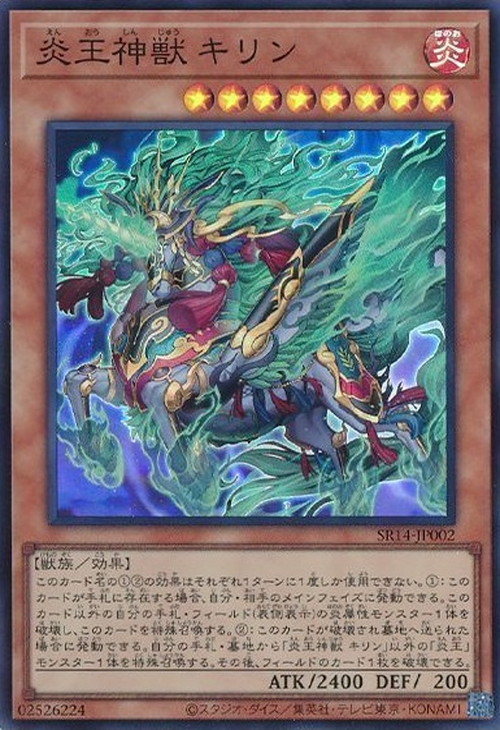 炎王神獣 キリン
炎
SR14-JP002
【獣族／効果】
このカード名の①②の効果はそれぞれ1ターンに1度しか使用できない。①：この
カードが手札に存在する場合、自分・相手のメインフェイズに発動できる。この
カード以外の自分の手札・フィールド(表側表示)の炎属性モンスター1体を
破壊し、このカードを特殊召喚する。②：このカードが破壊され墓地へ送られた
場合に発動できる。自分の手札・墓地から「炎王神獣 キリン」以外の「炎王」
モンスター1体を特殊召喚する。その後、フィールドのカード1枚を破壊できる。
ATK/2400 DEF/ 200
02526224 ©スタジオ・ダイス／集英社・テレビ東京・KONAMI